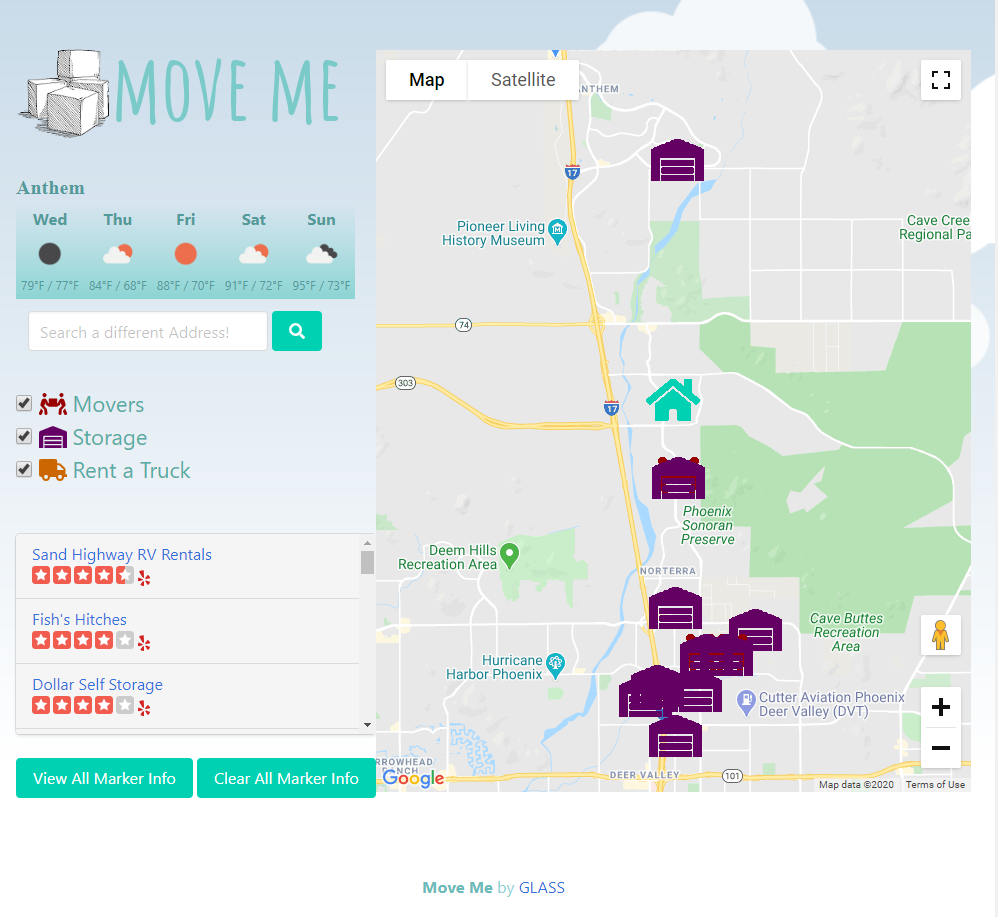 MOVE ME
Anthem
Wed Thu Fri Sat Sun
79°F / 77°F 84°F / 68°F 88°F / 70°F 91°F / 72°F 95°F / 73°F
Search a different Address!
Movers
Storage
Rent a Truck
Sand Highway RV Rentals
Fish's Hitches
Dollar Self Storage
View All Marker Info Clear All Marker Info
Map Satellite
NTHEM
17
Pioneer Living
History Museum
Cave Cree
Regional Pa
74
303
17
Phoenix
Sonoran
Preserve
Deem Hills
Recreation Area
NORTERRA
Cave Buttes
Recreation
Area
Hurricane
Harbor Phoenix
Cutter Aviation Phoenix
Deer Valley (DVT)
RROWHEAD
RANCH
DEER VALLEY
101
Google
Map data ©2020 Terms of Use
Move Me by GLASS